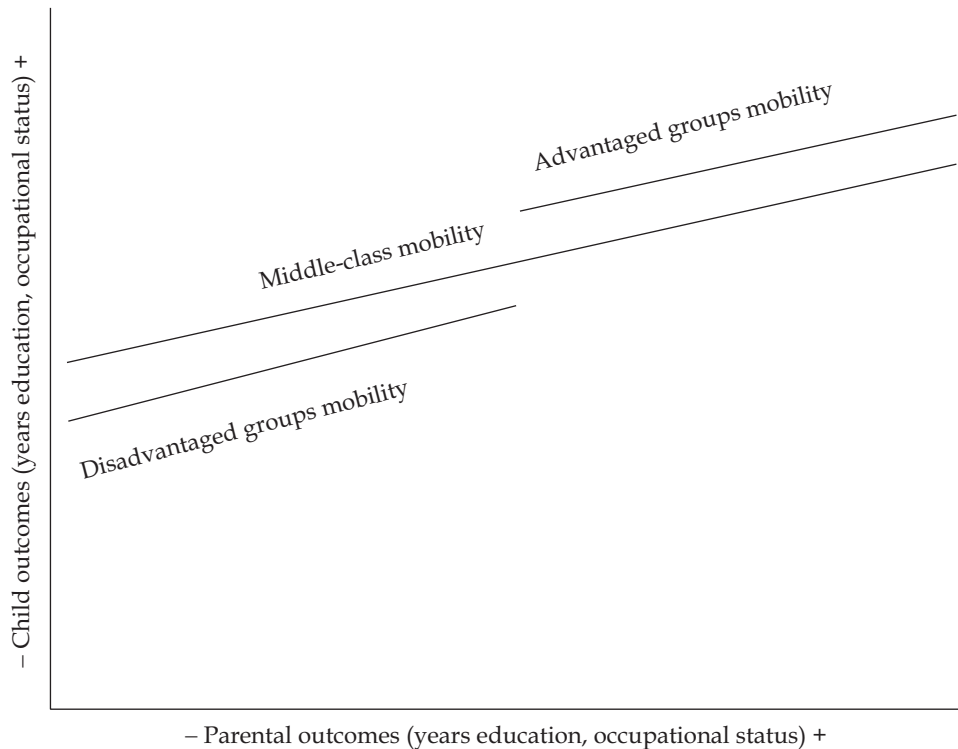 – Child outcomes (years education, occupational status) +
Advantaged groups mobility
Middle-class mobility
Disadvantaged groups mobility
– Parental outcomes (years education, occupational status) +